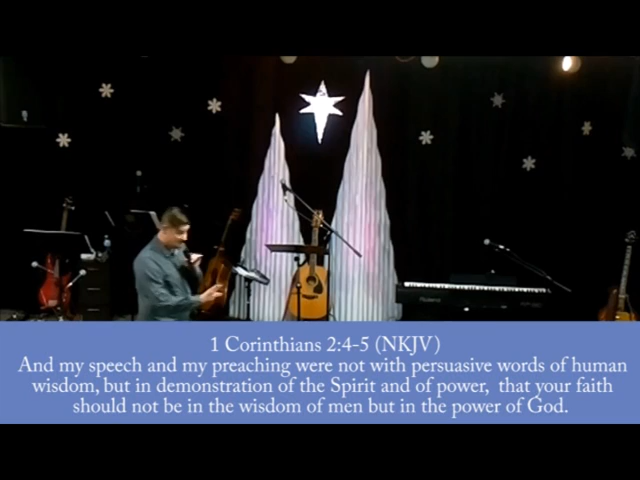 Roland
1 Corinthians 2:4-5 (NKJV)
And my speech and my preaching were not with persuasive words of human
wisdom, but in demonstration of the Spirit and of power, that your faith
should not be in the wisdom of men but in the power of God.